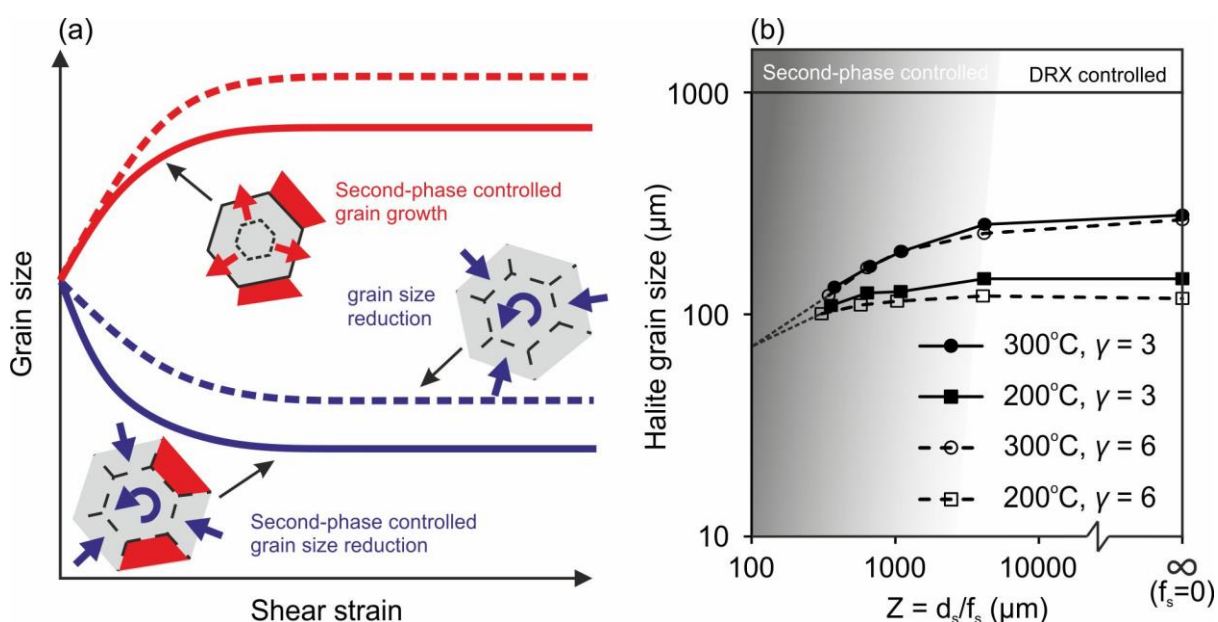 (a)
Grain size
Second-phase controlled
grain growth
grain size
reduction
Second-phase controlled
grain size reduction
Shear strain
(b)
Second-phase controlled
DRX controlled
Halite grain size (µm)
1000
100
10
300°C, γ = 3
200°C, γ = 3
300°C, γ = 6
200°C, γ = 6
100
1000
10000
∞
(fₛ=0)
Z = dₛ/fₛ (µm)